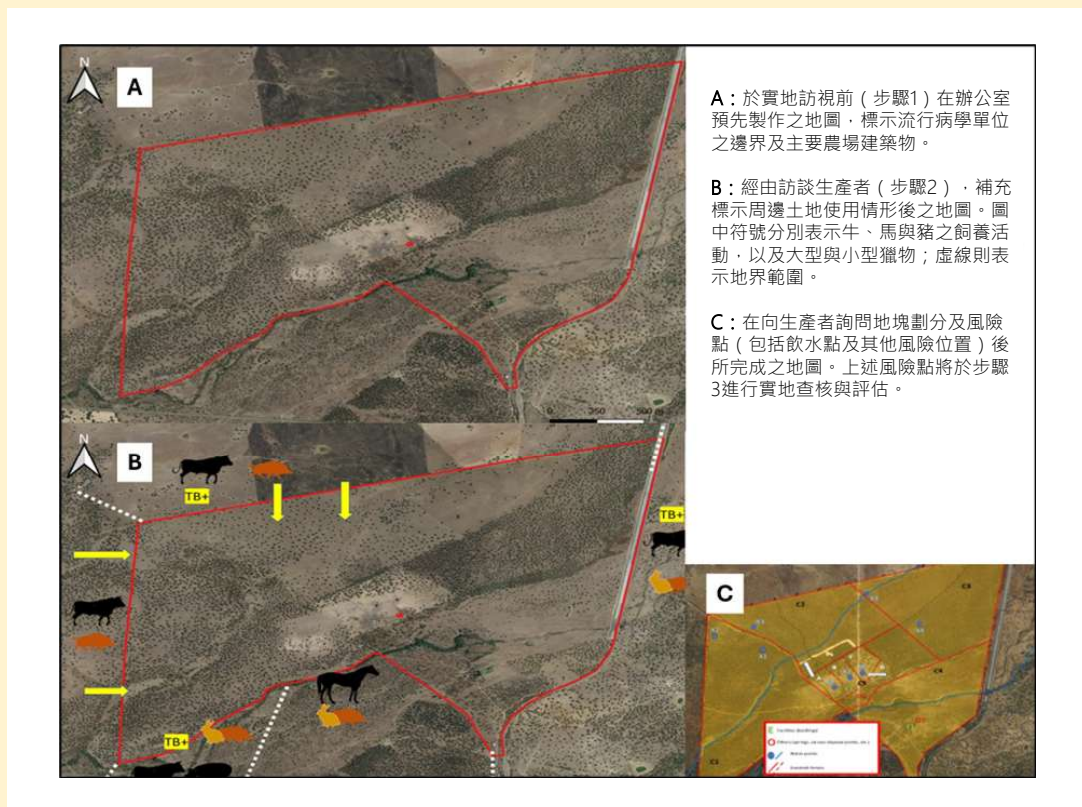 N
A
A：於實地訪視前（步驟1）在辦公室
預先製作之地圖，標示流行病學單位
之邊界及主要農場建築物。
B：經由訪談生產者（步驟2），補充
標示周邊土地使用情形後之地圖。圖
中符號分別表示牛、馬與豬之飼養活
動，以及大型與小型獵物；虛線則表
示地界範圍。
C：在向生產者詢問地塊劃分及風險
點（包括飲水點及其他風險位置）後
所完成之地圖。上述風險點將於步驟
3進行實地查核與評估。
0 250 500 m
N
B
TB+
TB+
TB+
C
C2
C3
C4
C5
C1